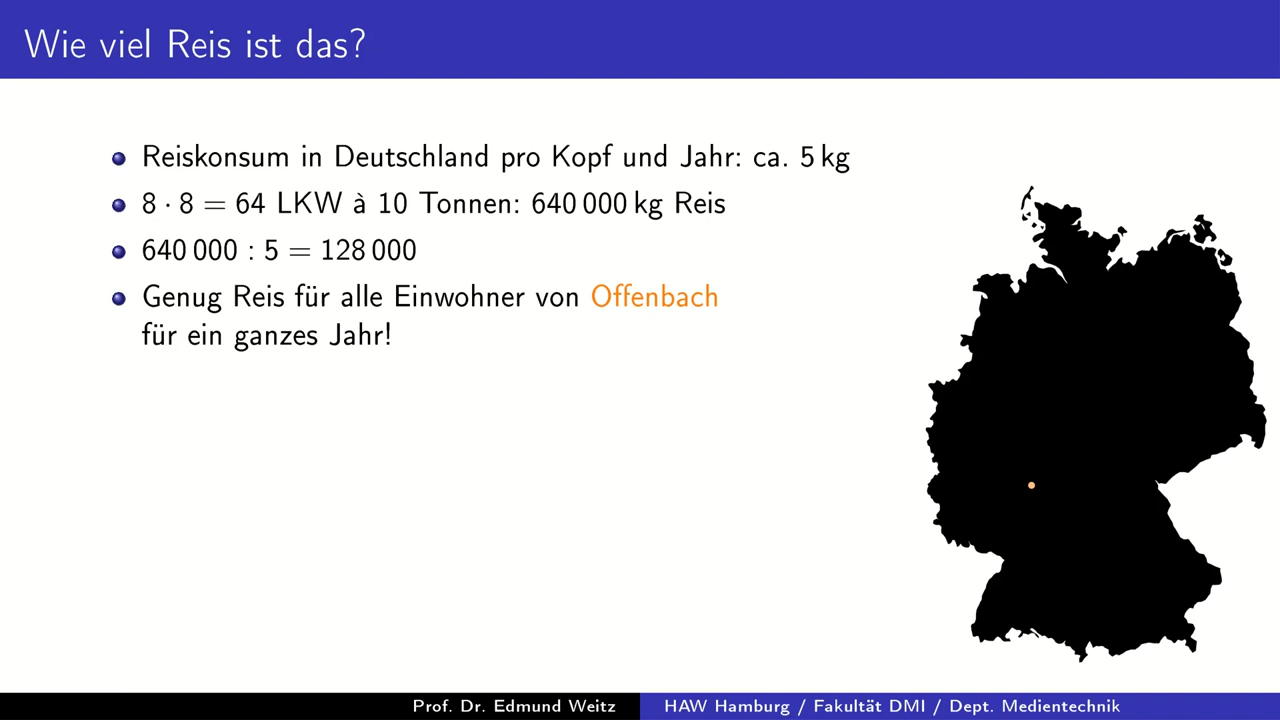 Wie viel Reis ist das?
Reiskonsum in Deutschland pro Kopf und Jahr: ca. 5 kg
8 · 8 = 64 LKW à 10 Tonnen: 640 000 kg Reis
640 000 : 5 = 128 000
Genug Reis für alle Einwohner von Offenbach
für ein ganzes Jahr!
Prof. Dr. Edmund Weitz
HAW Hamburg / Fakultät DMI / Dept. Medientechnik